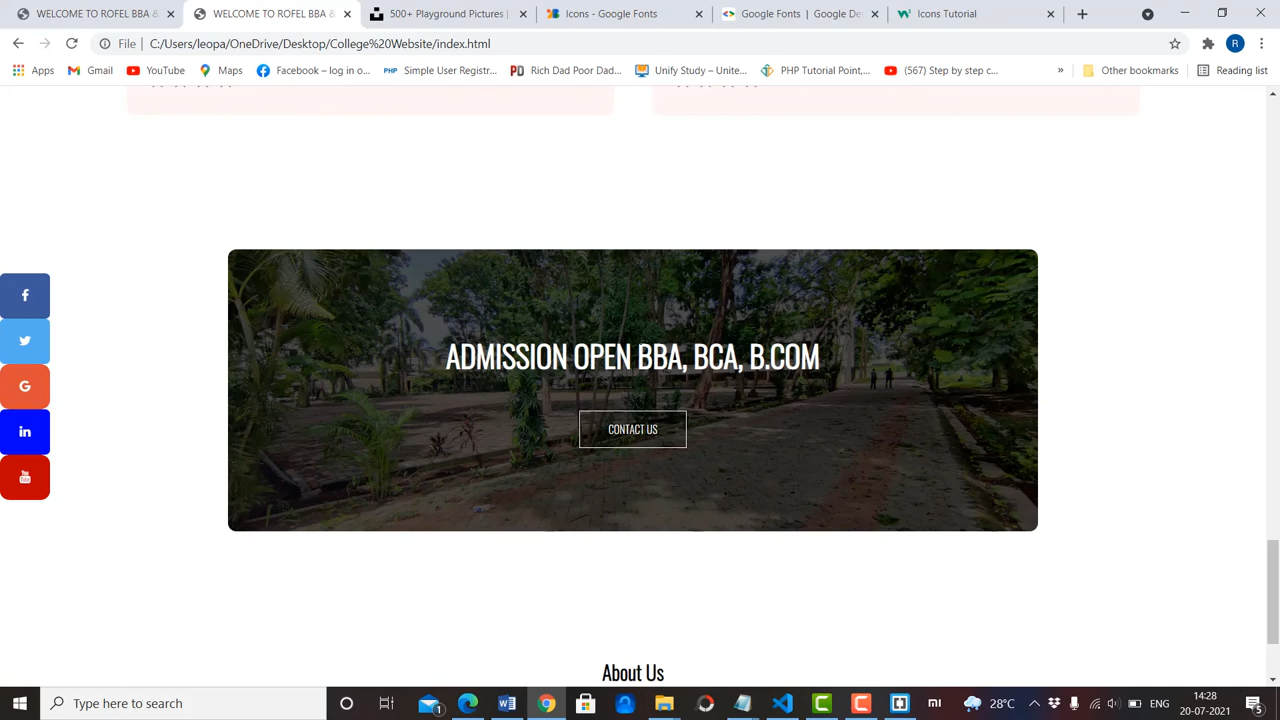 WELCOME TO ROFEL BBA &
WELCOME TO ROFEL BBA &
500+ Playground Pictures |
Icons - Google Fonts
Google Fonts | Google De
Icons Tutorial
File
C:/Users/leopa/OneDrive/Desktop/College%20Website/index.html
R
Apps
Gmail
YouTube
Maps
Facebook – log in o...
PHP Simple User Registr...
PD Rich Dad Poor Dad...
Unify Study – Unite...
PHP Tutorial Point,...
(567) Step by step c...
»
Other bookmarks
Reading list
ADMISSION OPEN BBA, BCA, B.COM
CONTACT US
About Us
Type here to search
1
28°C
14:28
20-07-2021
5